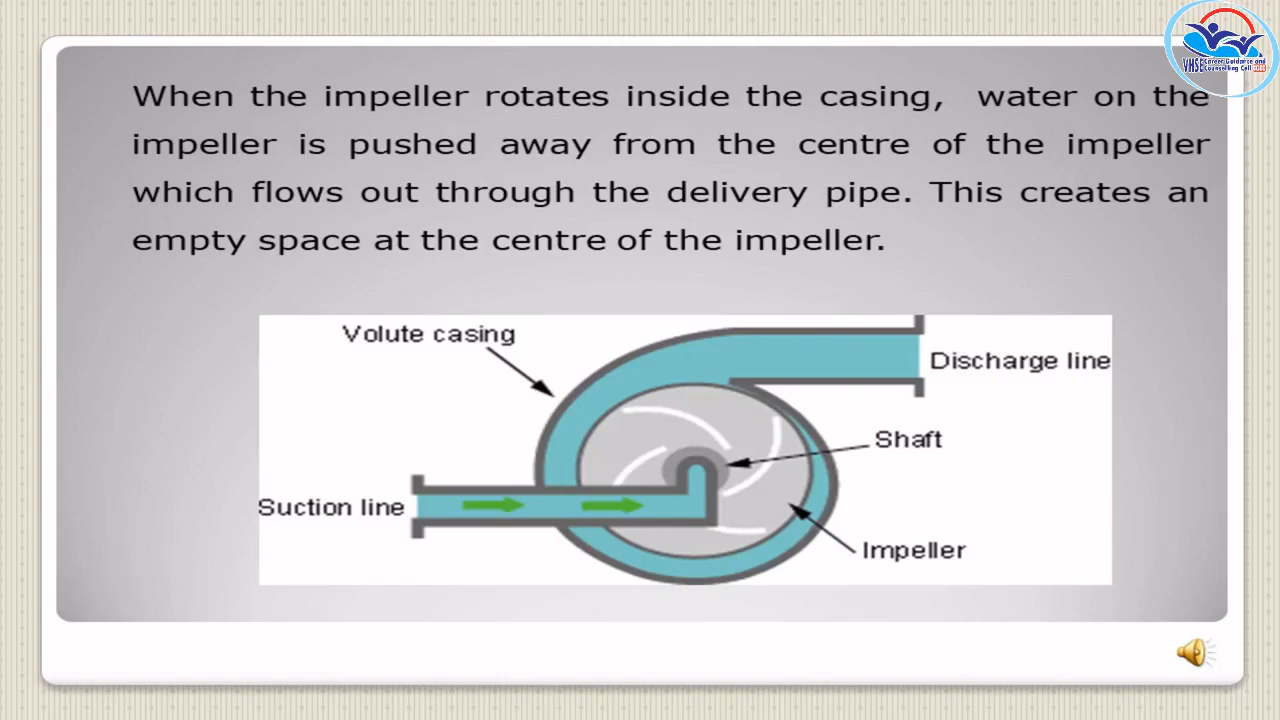 VHSE Career Guidance and
Counselling Cell
When the impeller rotates inside the casing, water on the
impeller is pushed away from the centre of the impeller
which flows out through the delivery pipe. This creates an
empty space at the centre of the impeller.
Volute casing
Discharge line
Shaft
Suction line
Impeller